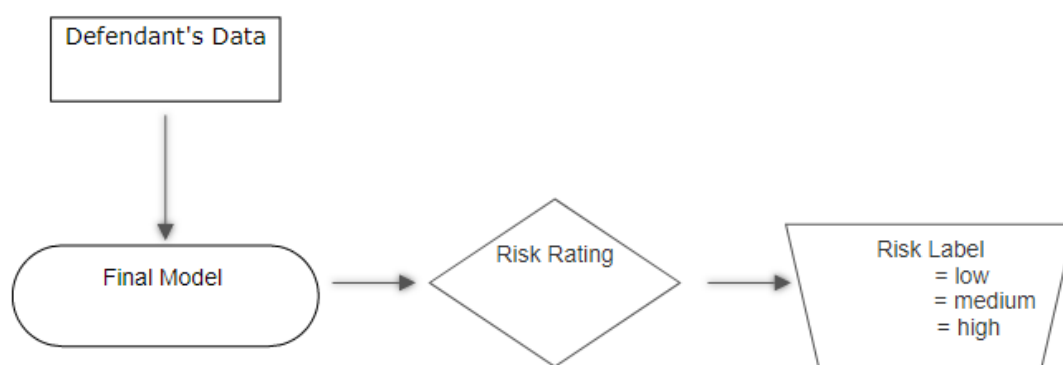 Defendant's Data
Final Model
Risk Rating
Risk Label
= low
= medium
= high